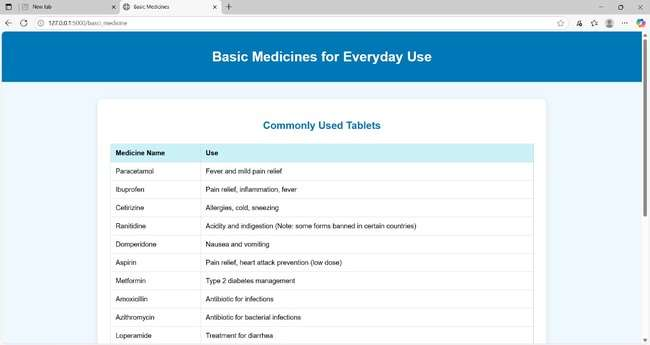 New tab
Basic Medicines
127.0.0.1:5000/basic_medicine
Basic Medicines for Everyday Use
Commonly Used Tablets
Medicine Name Use
Paracetamol Fever and mild pain relief
Ibuprofen Pain relief, inflammation, fever
Cetirizine Allergies, cold, sneezing
Ranitidine Acidity and indigestion (Note: some forms banned in certain countries)
Domperidone Nausea and vomiting
Aspirin Pain relief, heart attack prevention (low dose)
Metformin Type 2 diabetes management
Amoxicillin Antibiotic for infections
Azithromycin Antibiotic for bacterial infections
Loperamide Treatment for diarrhea